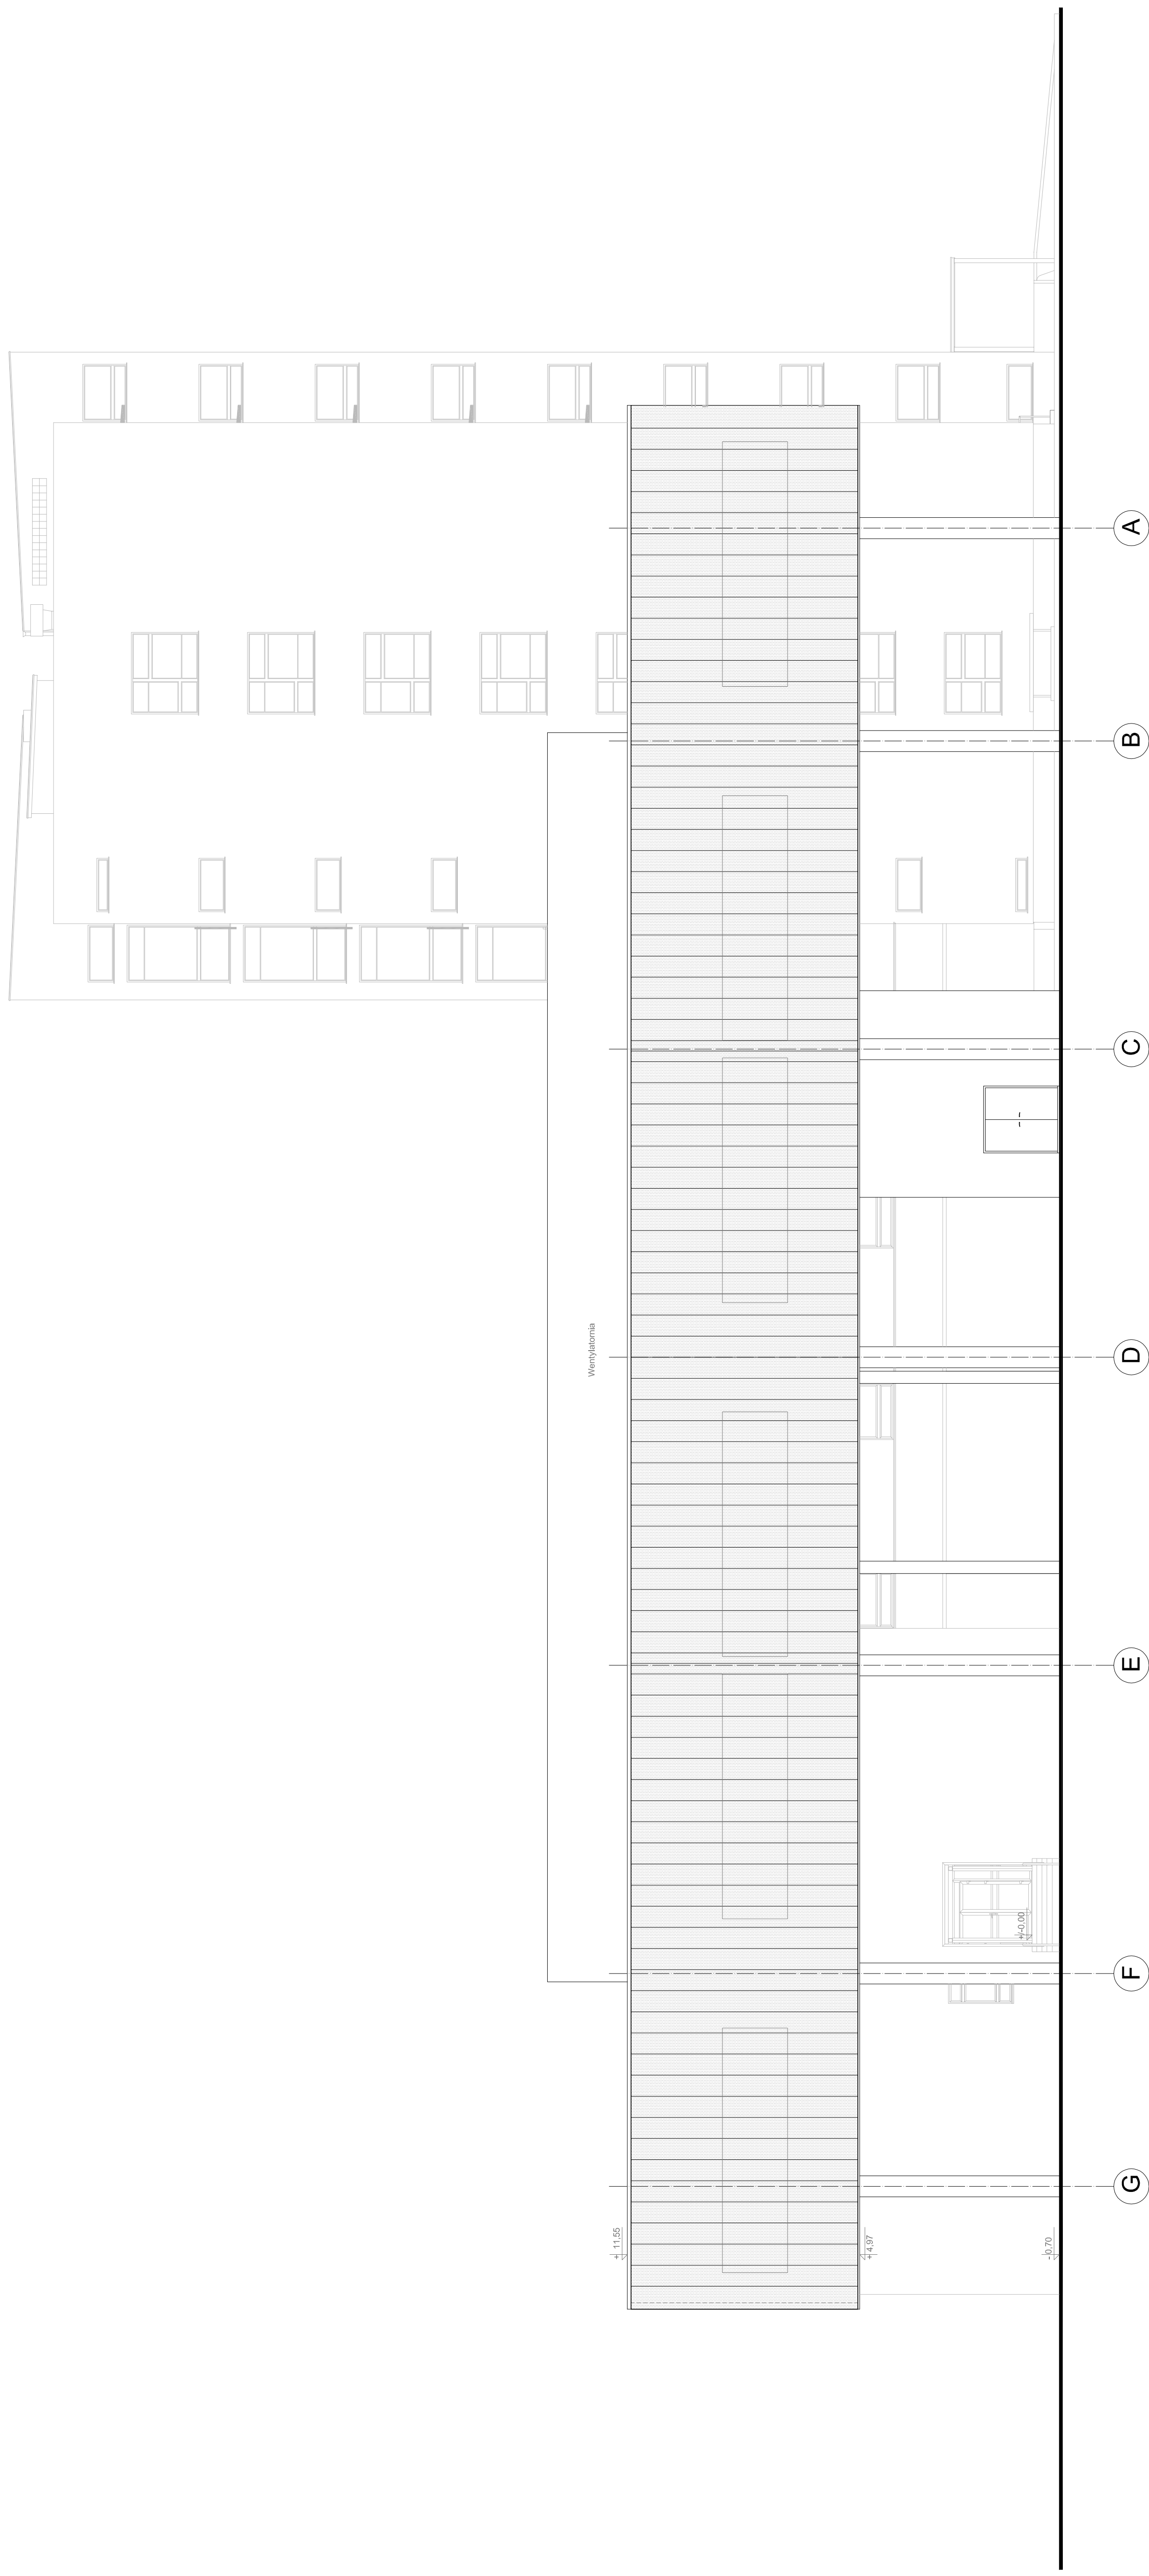 Wentylatornia
+ 11,55
+ 4,97
+/-0.00
- 0,70
G F E D C B A